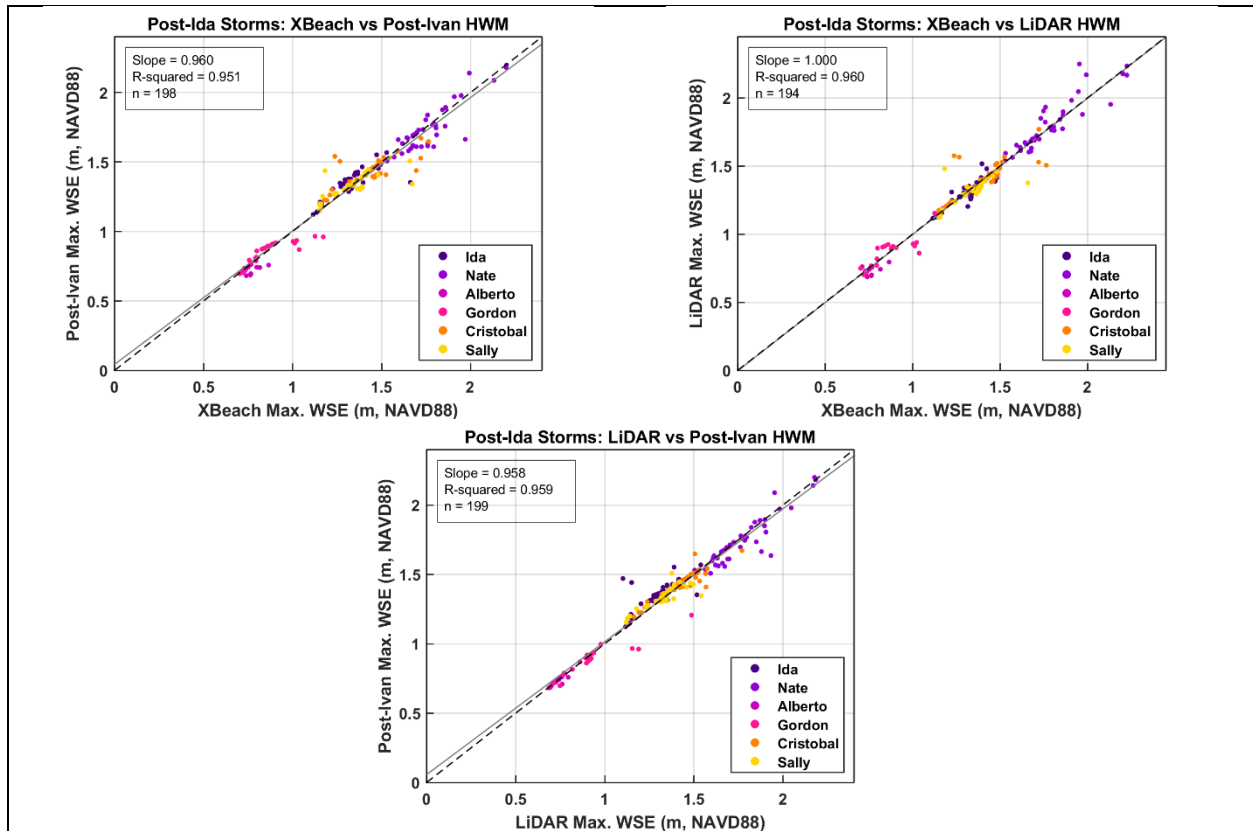 Post-Ida Storms: XBeach vs Post-Ivan HWM
Slope = 0.960
R-squared = 0.951
n = 198
Post-Ivan Max. WSE (m, NAVD88)
2
1.5
1
0.5
0
Ida
Nate
Alberto
Gordon
Cristobal
Sally
0 0.5 1 1.5 2
XBeach Max. WSE (m, NAVD88)
Post-Ida Storms: XBeach vs LiDAR HWM
Slope = 1.000
R-squared = 0.960
n = 194
LiDAR Max. WSE (m, NAVD88)
2
1.5
1
0.5
0
Ida
Nate
Alberto
Gordon
Cristobal
Sally
0 0.5 1 1.5 2
XBeach Max. WSE (m, NAVD88)
Post-Ida Storms: LiDAR vs Post-Ivan HWM
Slope = 0.958
R-squared = 0.959
n = 199
Post-Ivan Max. WSE (m, NAVD88)
2
1.5
1
0.5
0
Ida
Nate
Alberto
Gordon
Cristobal
Sally
0 0.5 1 1.5 2
LiDAR Max. WSE (m, NAVD88)